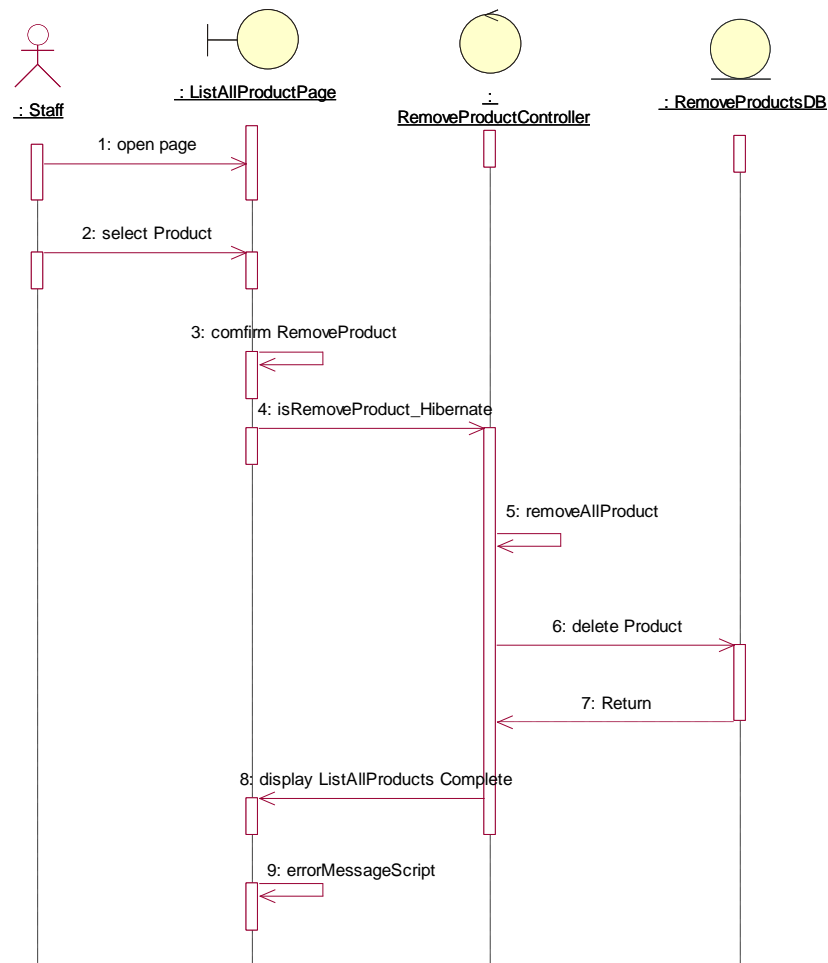 : Staff
: ListAllProductPage
:
RemoveProductController
: RemoveProductsDB
1: open page
2: select Product
3: comfirm RemoveProduct
4: isRemoveProduct_Hibernate
5: removeAllProduct
6: delete Product
7: Return
8: display ListAllProducts Complete
9: errorMessageScript